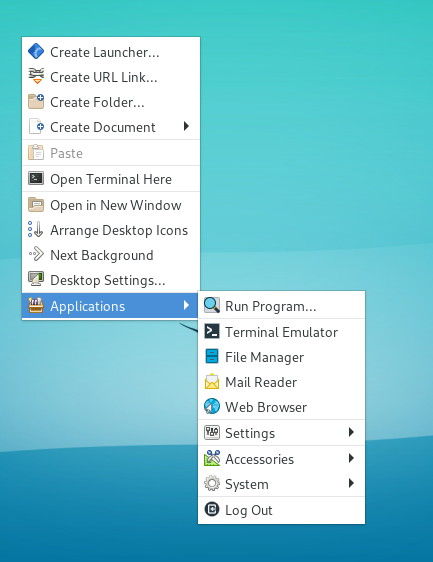 Create Launcher...
Create URL Link...
Create Folder...
Create Document
Paste
Open Terminal Here
Open in New Window
Arrange Desktop Icons
Next Background
Desktop Settings...
Applications
Run Program...
Terminal Emulator
File Manager
Mail Reader
Web Browser
Settings
Accessories
System
Log Out